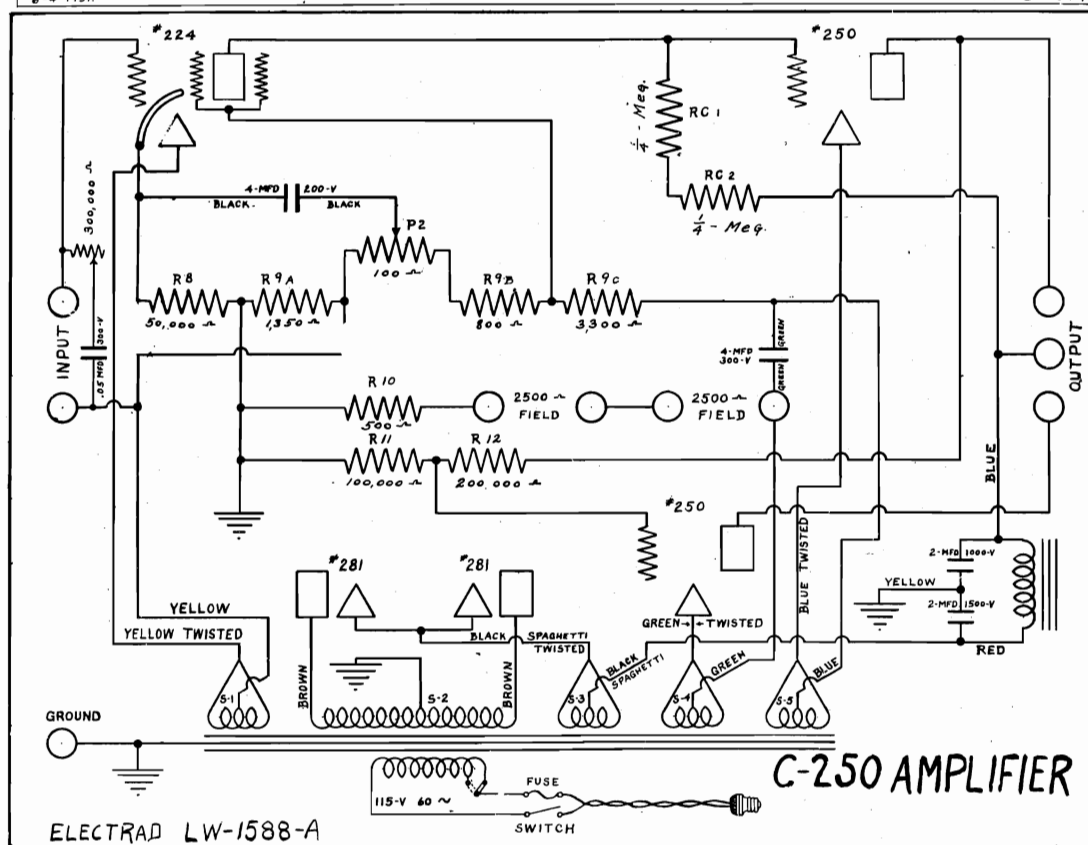 #224
#250
RC 1
1/4 - Meg.
RC 2
1/4 - Meg.
4-MFD 200-V
BLACK. BLACK
300,000 Ω
P2
100 Ω
R8
50,000 Ω
R9A
1,350 Ω
R9B
800 Ω
R9C
3,300 Ω
INPUT
.05 MFD 300-V
4-MFD
300-V
GREEN
GREEN
OUTPUT
R10
500 Ω
2500 Ω
FIELD
2500 Ω
FIELD
R11
100,000 Ω
R12
200,000 Ω
BLUE
#250
#281
#281
BLUE TWISTED
2-MFD 1000-V
YELLOW
2-MFD 1500-V
YELLOW
YELLOW TWISTED
BLACK SPAGHETTI
TWISTED
GREEN TWISTED
RED
BROWN
BROWN
BLACK
SPAGHETTI
GREEN
BLUE
S-1
S-2
S-3
S-4
S-5
GROUND
C-250 AMPLIFIER
115-V 60 ~
FUSE
SWITCH
ELECTRAD LW-1588-A